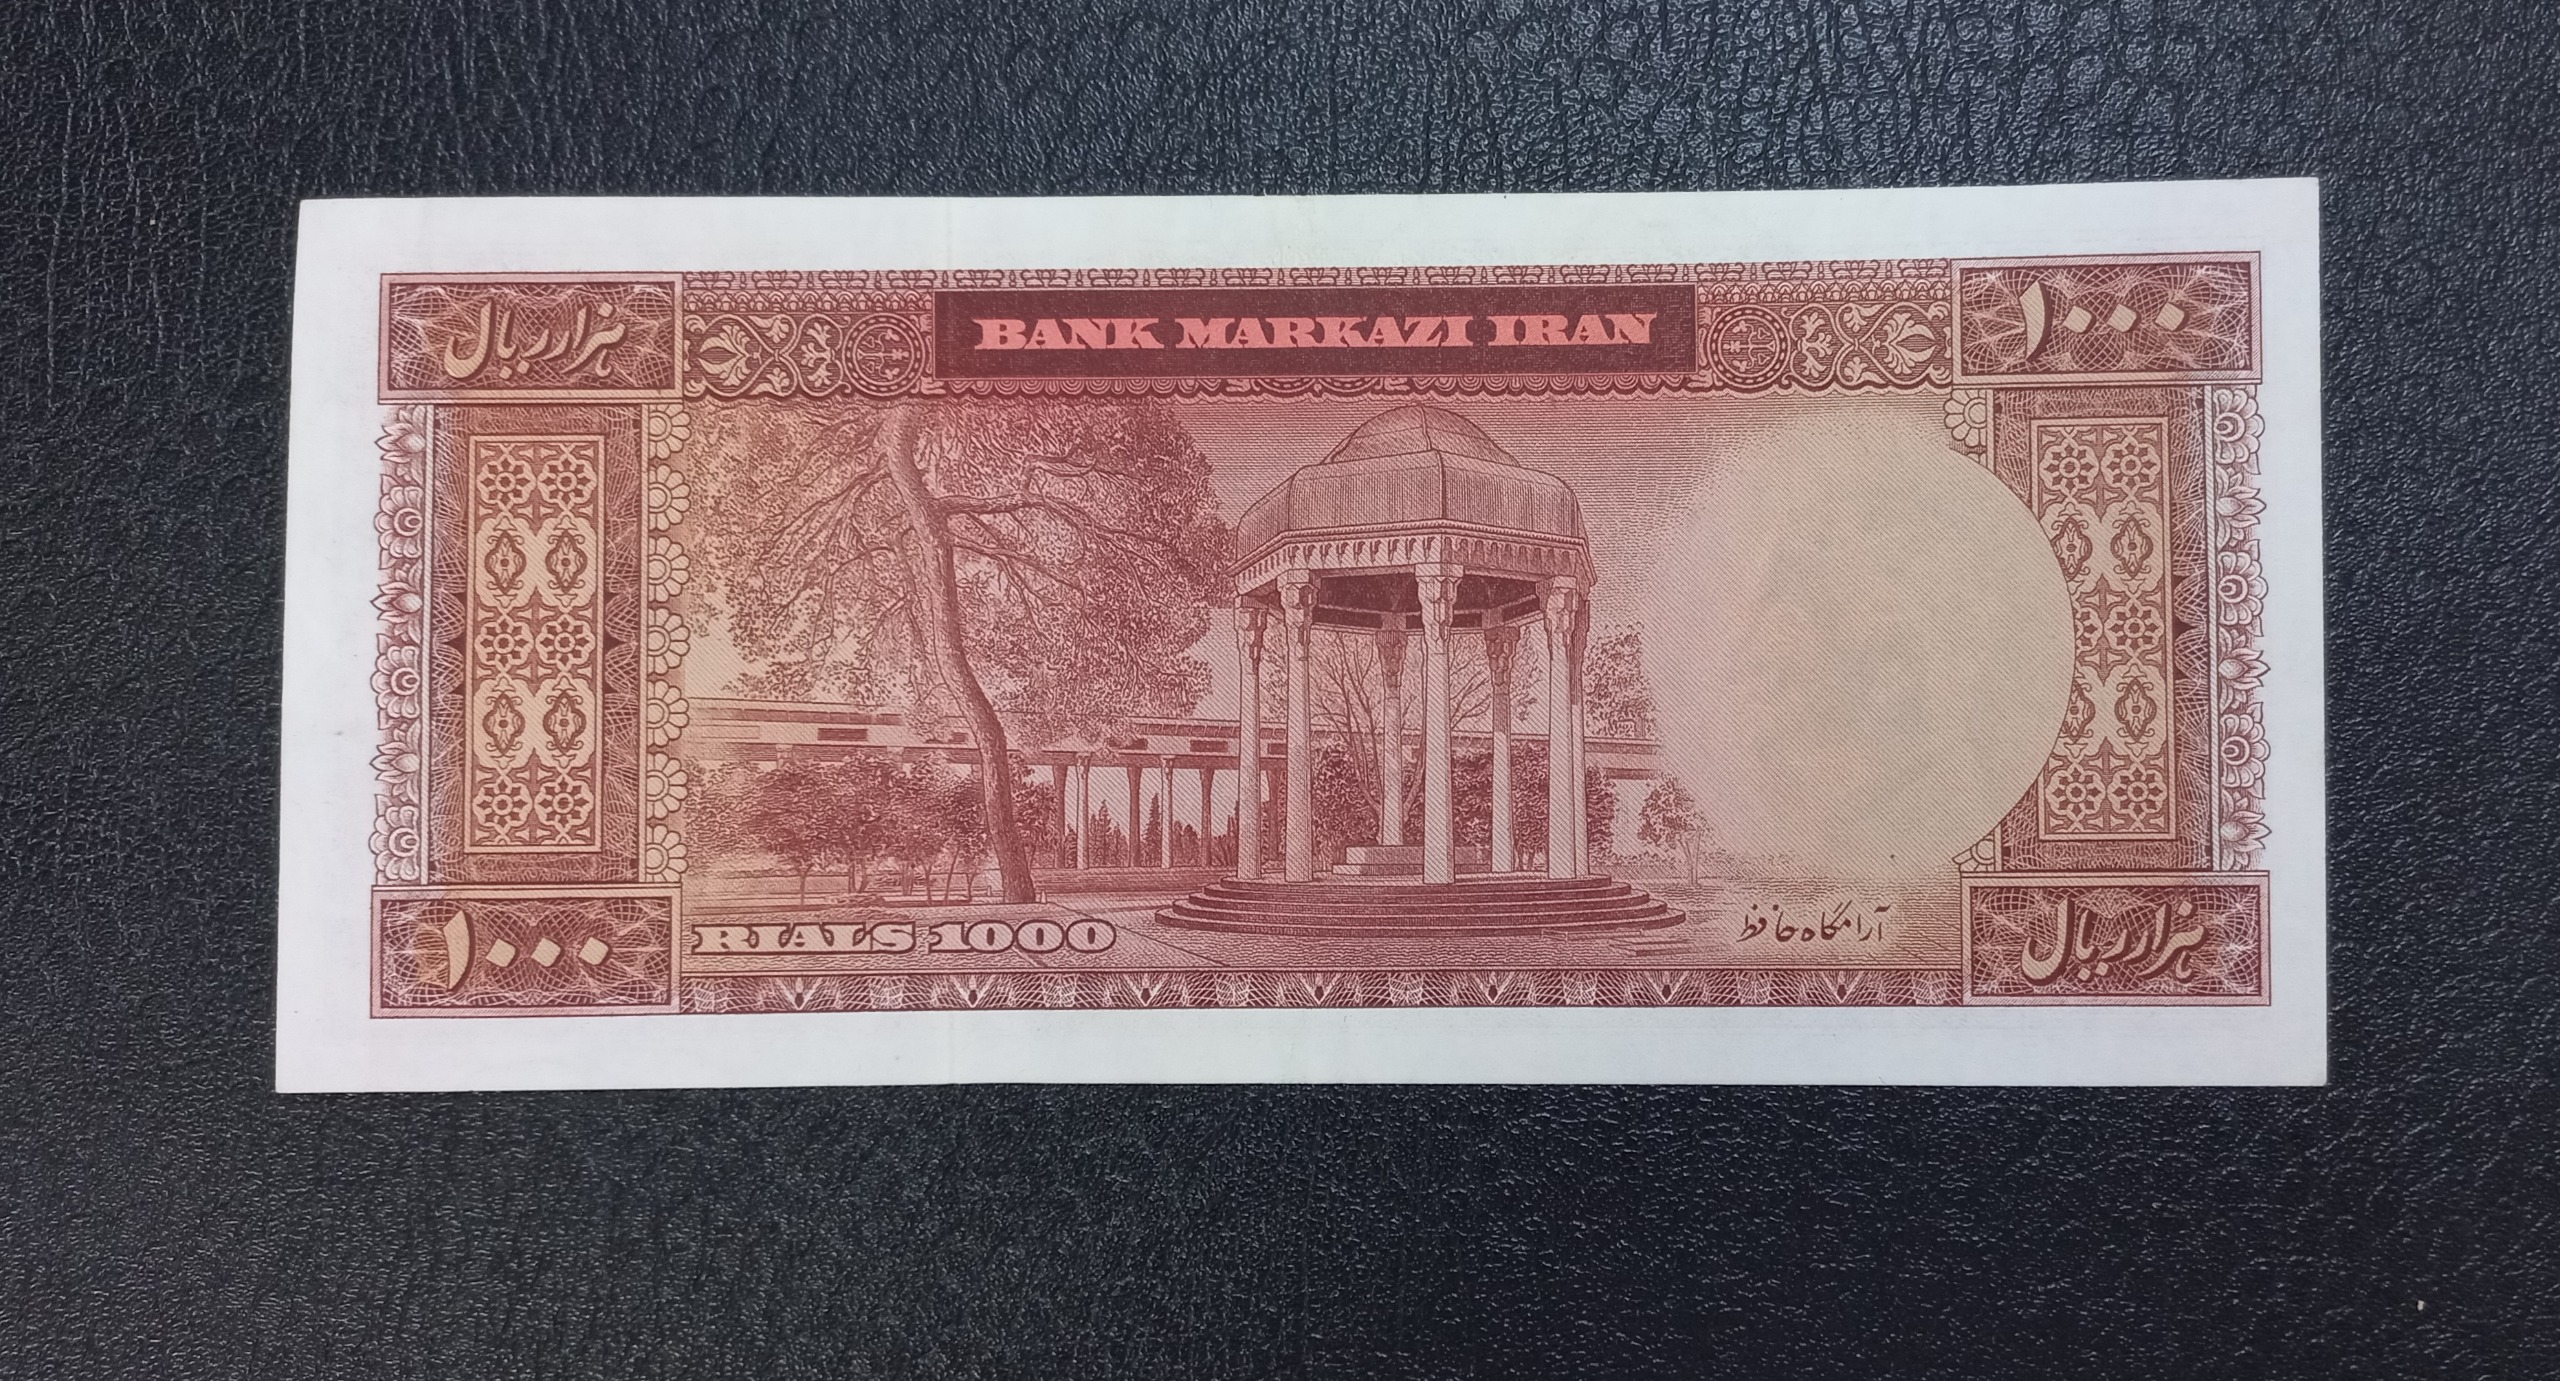 هزار ریال
BANK MARKAZI IRAN
۱۰۰۰
۱۰۰۰
RIALS 1000
آرامگاه حافظ
هزار ریال